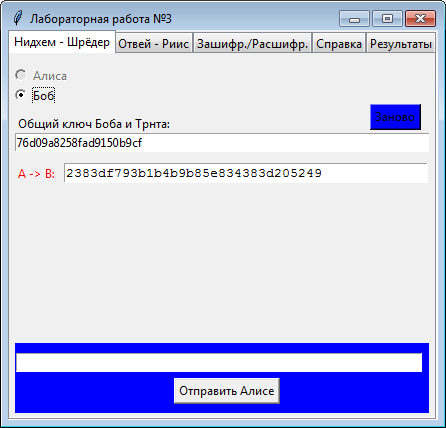 Лабораторная работа №3
Нидхем - Шрёдер Отвей - Риис Зашифр./Расшифр. Справка Результаты
Алиса
Боб
Заново
Общий ключ Боба и Трнта:
76d09a8258fad9150b9cf
A -> B: 2383df793b1b4b9b85e834383d205249
Отправить Алисе